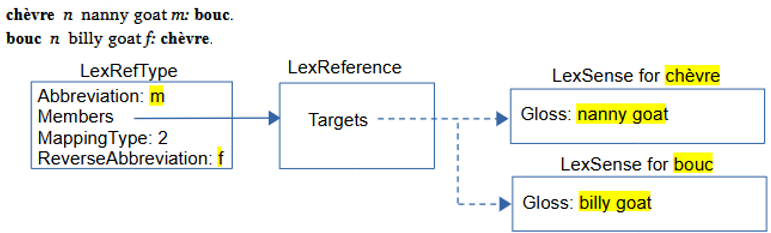 chèvre n nanny goat m: bouc.
bouc n billy goat f: chèvre.
LexRefType
Abbreviation: m
Members
MappingType: 2
ReverseAbbreviation: f
LexReference
Targets
LexSense for chèvre
Gloss: nanny goat
LexSense for bouc
Gloss: billy goat